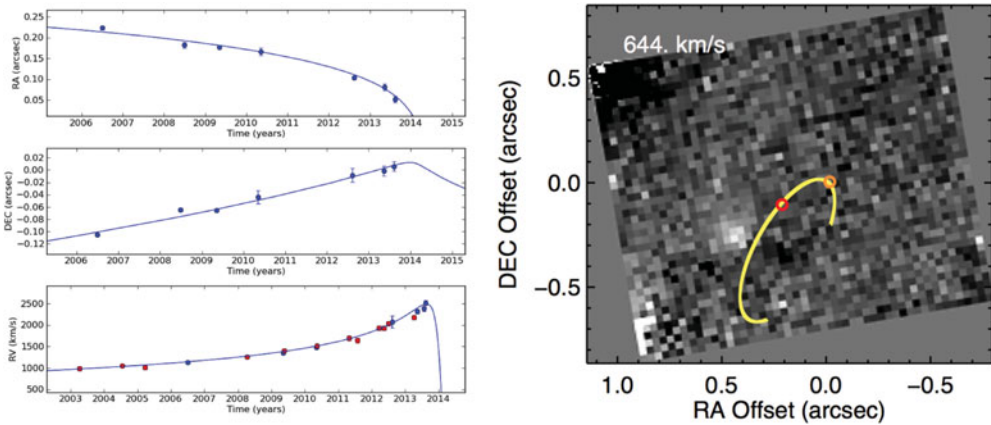 0.25
0.20
0.15
0.10
0.05
RA (arcsec)
2006 2007 2008 2009 2010 2011 2012 2013 2014 2015
Time (years)
0.02
0.00
−0.02
−0.04
−0.06
−0.08
−0.10
−0.12
DEC (arcsec)
2006 2007 2008 2009 2010 2011 2012 2013 2014 2015
Time (years)
2500
2000
1500
1000
500
RV (km/s)
2003 2004 2005 2006 2007 2008 2009 2010 2011 2012 2013 2014
Time (years)
644. km/s
0.5
0.0
−0.5
DEC Offset (arcsec)
1.0 0.5 0.0 −0.5
RA Offset (arcsec)